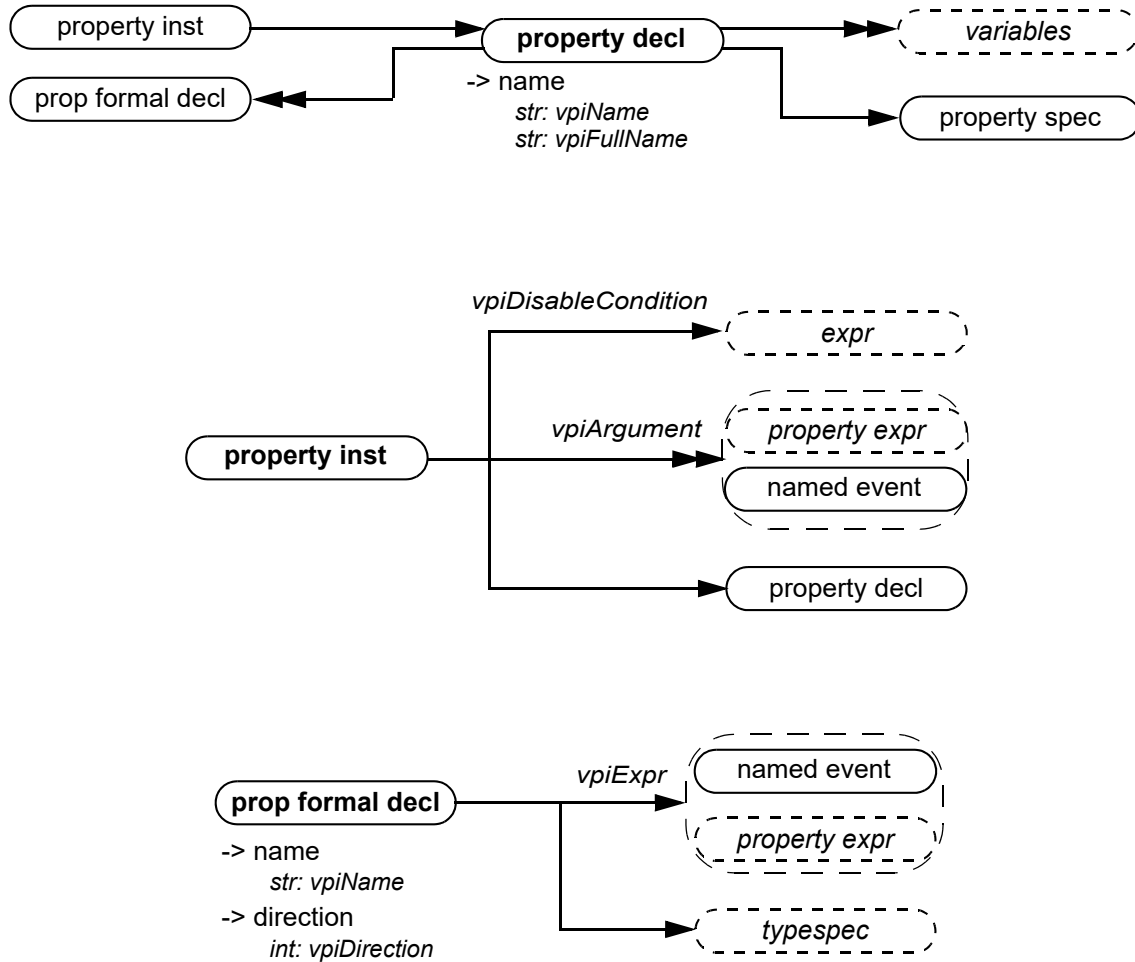 property inst
property decl
variables
prop formal decl
-> name
str: vpiName
str: vpiFullName
property spec
vpiDisableCondition
expr
vpiArgument
property expr
property inst
named event
property decl
vpiExpr
named event
prop formal decl
property expr
-> name
str: vpiName
-> direction
int: vpiDirection
typespec